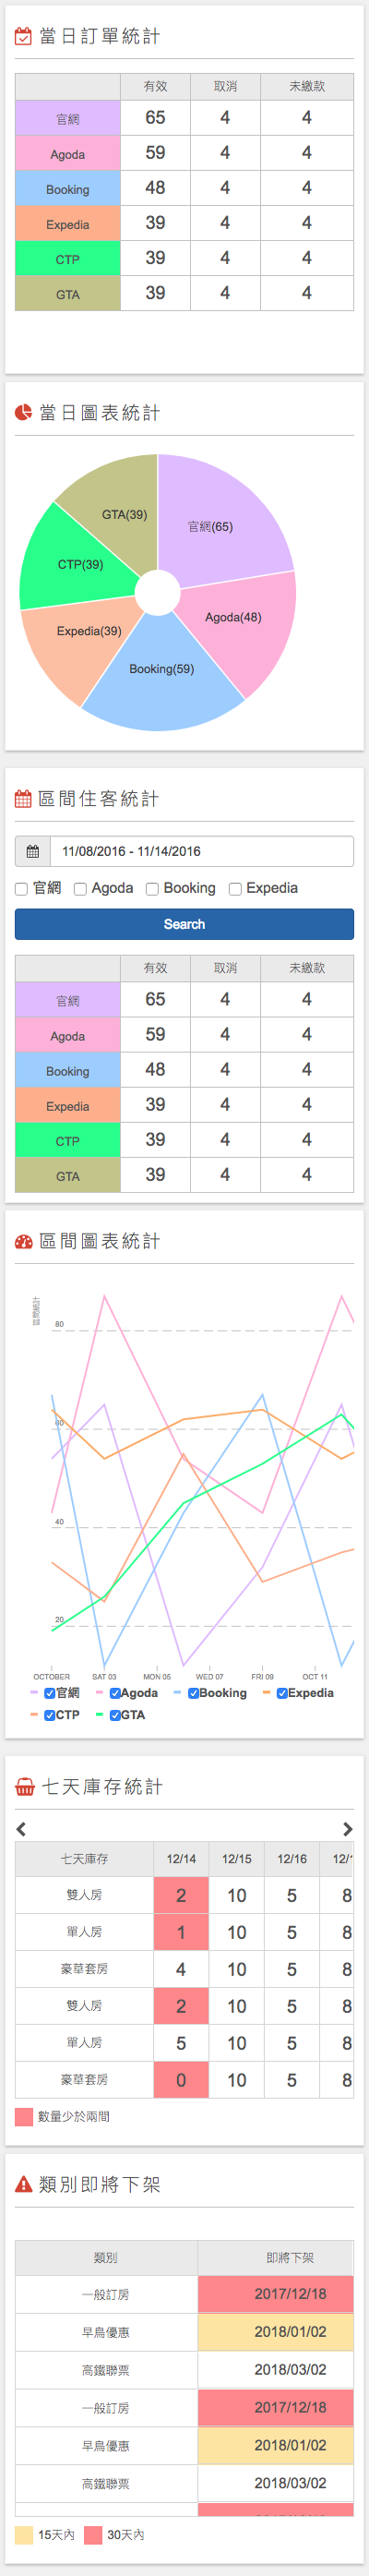 當日訂單統計
有效 取消 未繳款
官網 65 4 4
Agoda 59 4 4
Booking 48 4 4
Expedia 39 4 4
CTP 39 4 4
GTA 39 4 4
當日圖表統計
GTA(39)
官網(65)
CTP(39)
Agoda(48)
Expedia(39)
Booking(59)
區間住客統計
11/08/2016 - 11/14/2016
官網 Agoda Booking Expedia
Search
有效 取消 未繳款
官網 65 4 4
Agoda 59 4 4
Booking 48 4 4
Expedia 39 4 4
CTP 39 4 4
GTA 39 4 4
區間圖表統計
80
60
40
20
OCTOBER SAT 03 MON 05 WED 07 FRI 09 OCT 11
官網 Agoda Booking Expedia
CTP GTA
七天庫存統計
七天庫存 12/14 12/15 12/16
雙人房 2 10 5 8
單人房 1 10 5 8
豪華套房 4 10 5 8
雙人房 2 10 5 8
單人房 5 10 5 8
豪華套房 0 10 5 8
數量少於兩間
類別即將下架
類別 即將下架
一般訂房 2017/12/18
早鳥優惠 2018/01/02
高鐵聯票 2018/03/02
一般訂房 2017/12/18
早鳥優惠 2018/01/02
高鐵聯票 2018/03/02
15天內 30天內